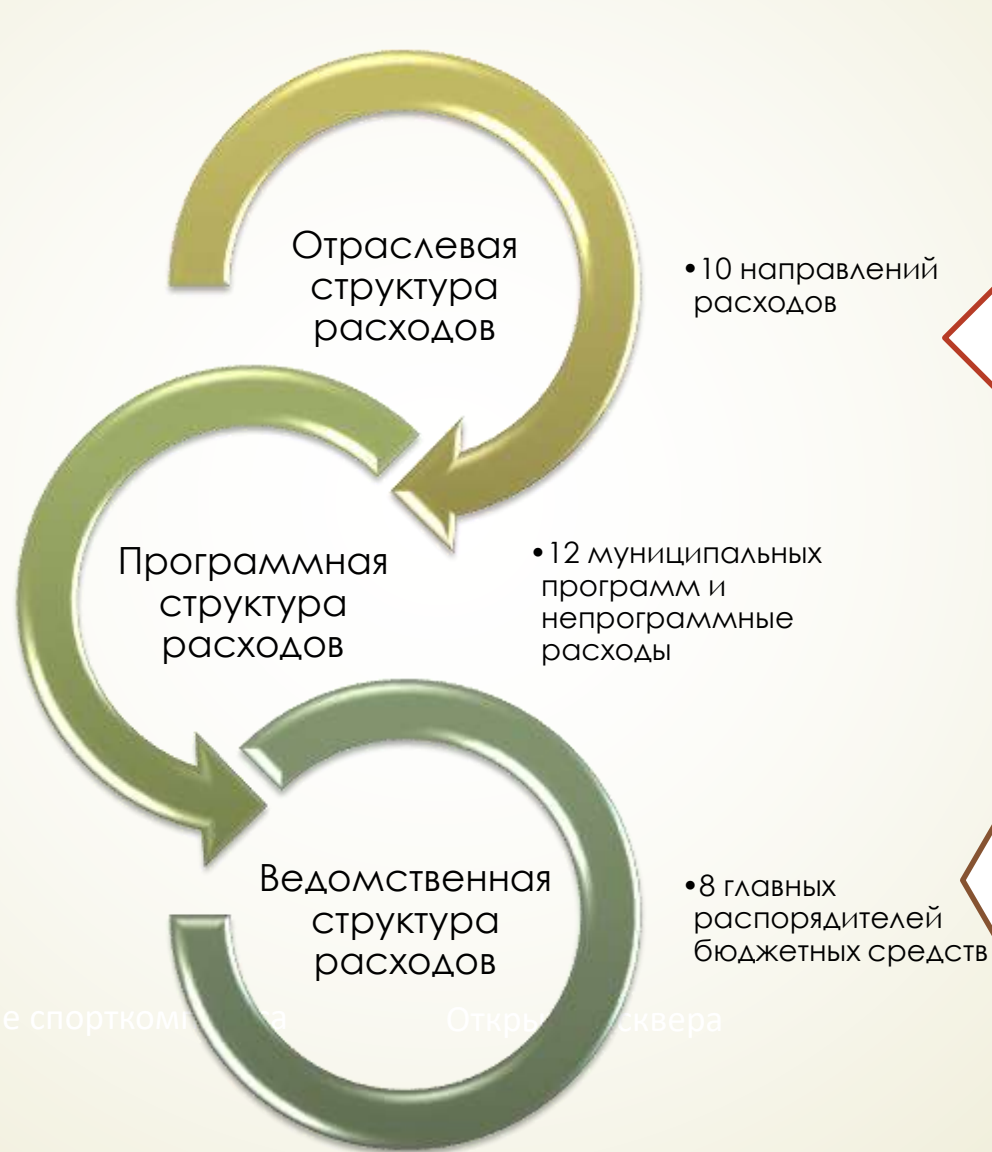 Отраслевая
структура
расходов
•10 направлений
расходов
Программная
структура
расходов
•12 муниципальных
программ и
непрограммные
расходы
Ведомственная
структура
расходов
•8 главных
распорядителей
бюджетных средств